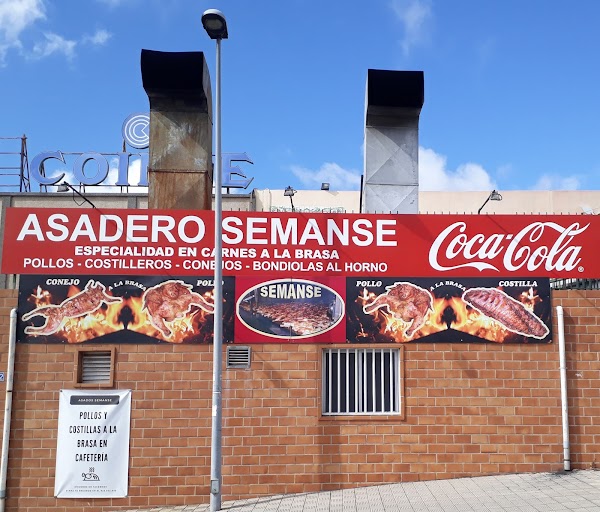 ASADERO SEMANSE
ESPECIALIDAD EN CARNES A LA BRASA
POLLOS - COSTILLEROS - CONEJOS - BONDIOLAS AL HORNO
Coca-Cola
CONEJO A LA BRASA POLLO
SEMANSE
POLLO A LA BRASA COSTILLA
ASADOR SEMANSE
POLLOS Y
COSTILLAS A LA
BRASA EN
CAFETERIA